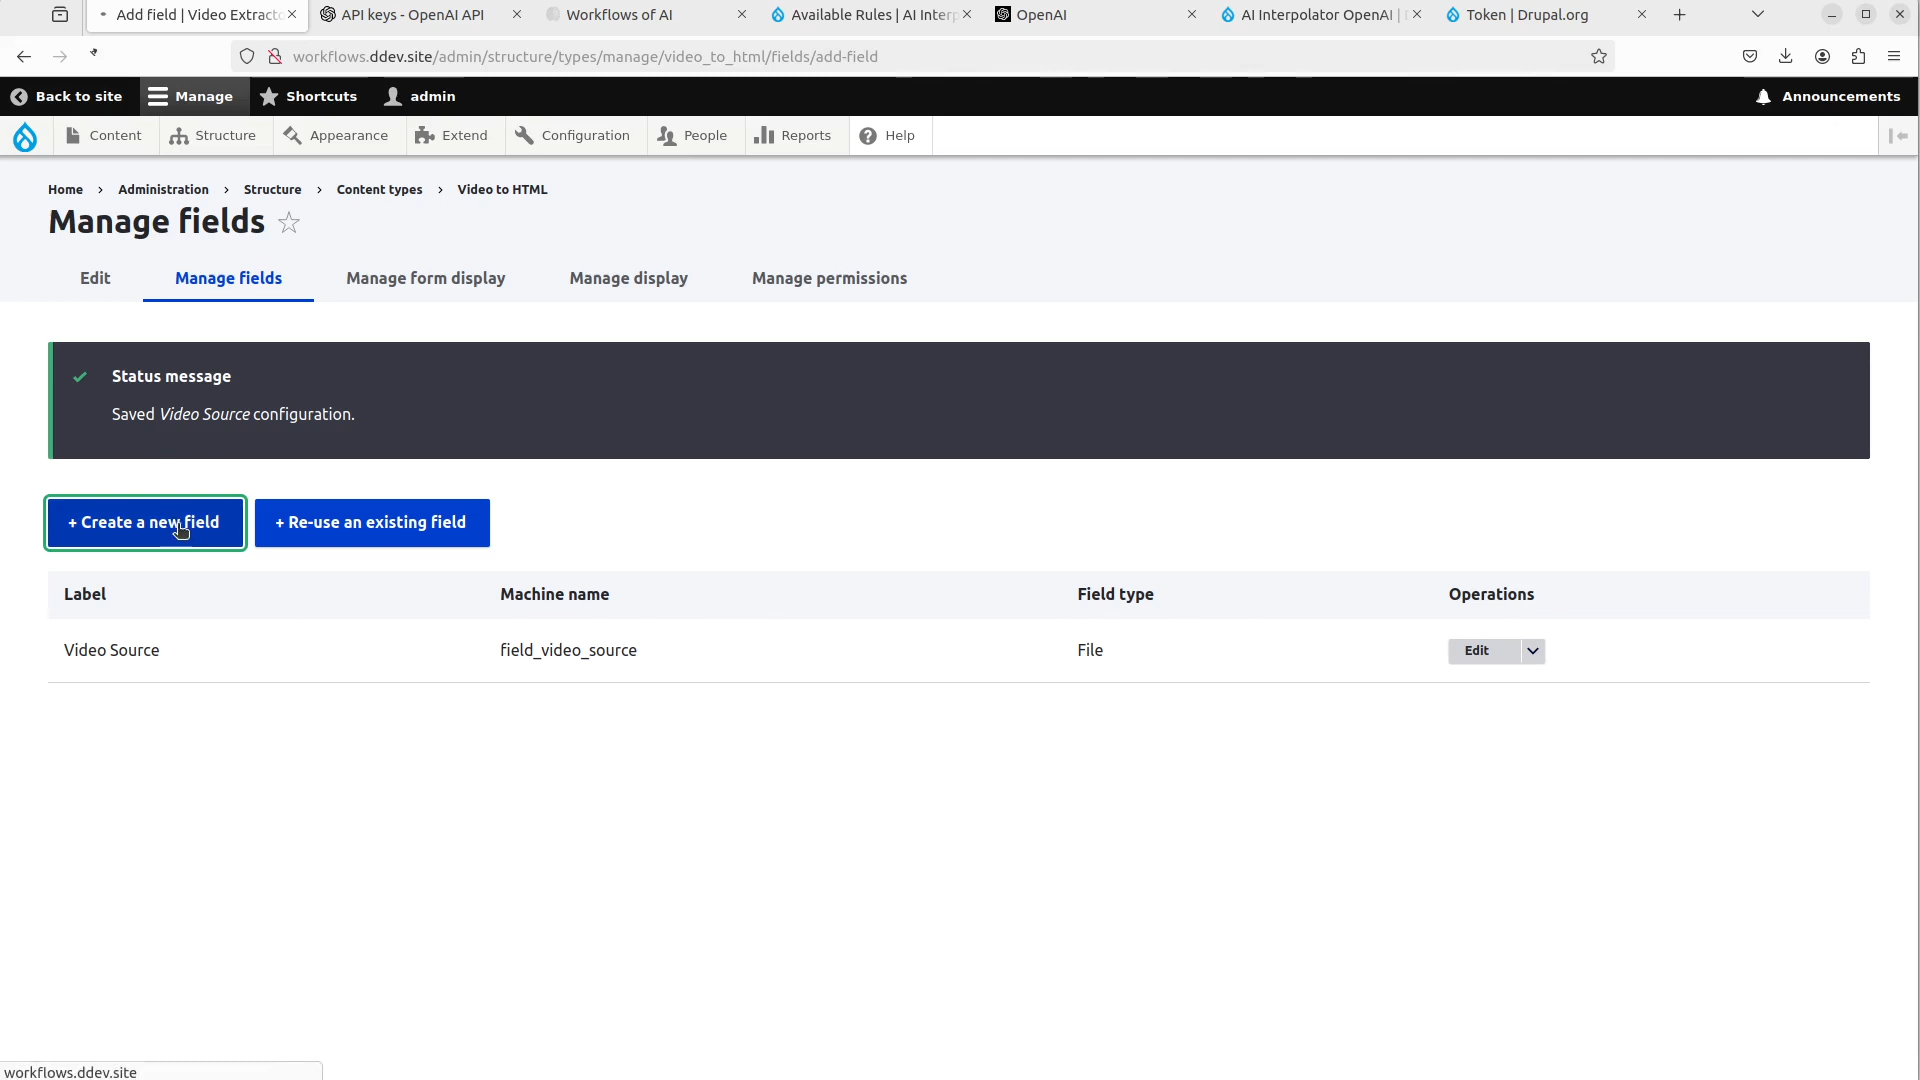 Add field | Video Extracto
API keys - OpenAI API
Workflows of AI
Available Rules | AI Interp
OpenAI
AI Interpolator OpenAI |
Token | Drupal.org
workflows.ddev.site/admin/structure/types/manage/video_to_html/fields/add-field
Back to site
Manage
Shortcuts
admin
Announcements
Content
Structure
Appearance
Extend
Configuration
People
Reports
Help
Home › Administration › Structure › Content types › Video to HTML
Manage fields
Edit
Manage fields
Manage form display
Manage display
Manage permissions
Status message
Saved Video Source configuration.
+ Create a new field
+ Re-use an existing field
Label Machine name Field type Operations
Video Source field_video_source File Edit
workflows.ddev.site